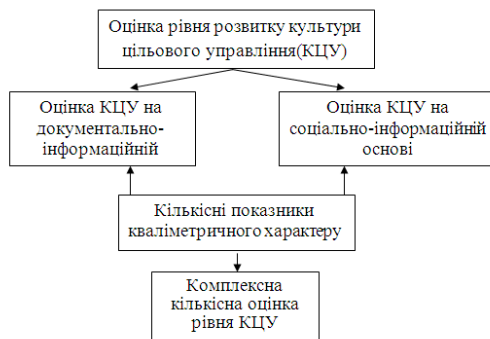 Оцінка рівня розвитку культури
цільового управління(КЦУ)
Оцінка КЦУ на
документально-
інформаційній
Оцінка КЦУ на
соціально-інформаційній
основі
Кількісні показники
кваліметричного характеру
Комплексна
кількісна оцінка
рівня КЦУ